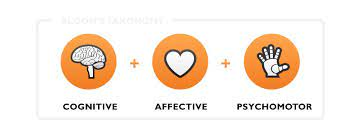 BLOOM'S TAXONOMY
+ +
COGNITIVE AFFECTIVE PSYCHOMOTOR